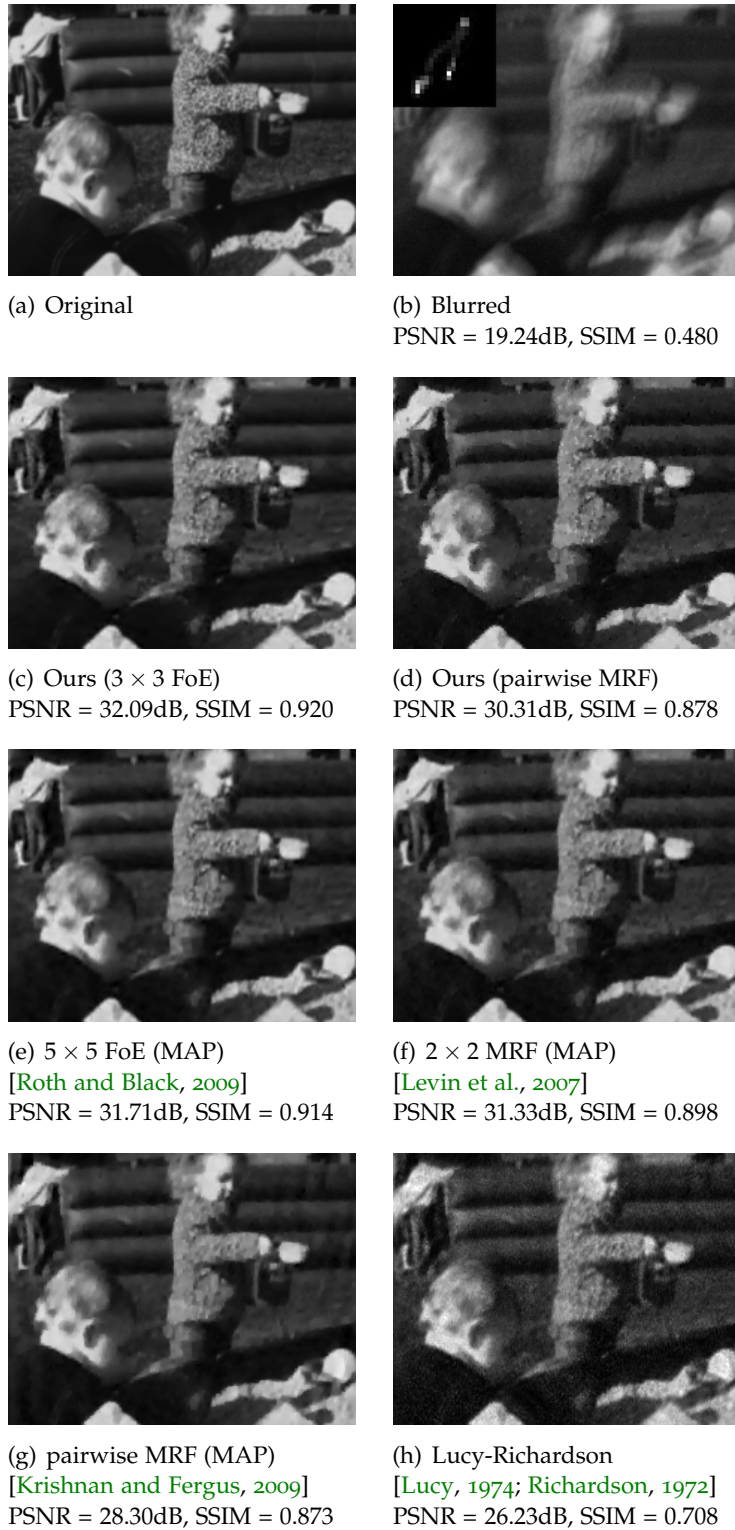 (a) Original
(b) Blurred
PSNR = 19.24dB, SSIM = 0.480
(c) Ours (3 × 3 FoE)
PSNR = 32.09dB, SSIM = 0.920
(d) Ours (pairwise MRF)
PSNR = 30.31dB, SSIM = 0.878
(e) 5 × 5 FoE (MAP)
[Roth and Black, 2009]
PSNR = 31.71dB, SSIM = 0.914
(f) 2 × 2 MRF (MAP)
[Levin et al., 2007]
PSNR = 31.33dB, SSIM = 0.898
(g) pairwise MRF (MAP)
[Krishnan and Fergus, 2009]
PSNR = 28.30dB, SSIM = 0.873
(h) Lucy-Richardson
[Lucy, 1974; Richardson, 1972]
PSNR = 26.23dB, SSIM = 0.708